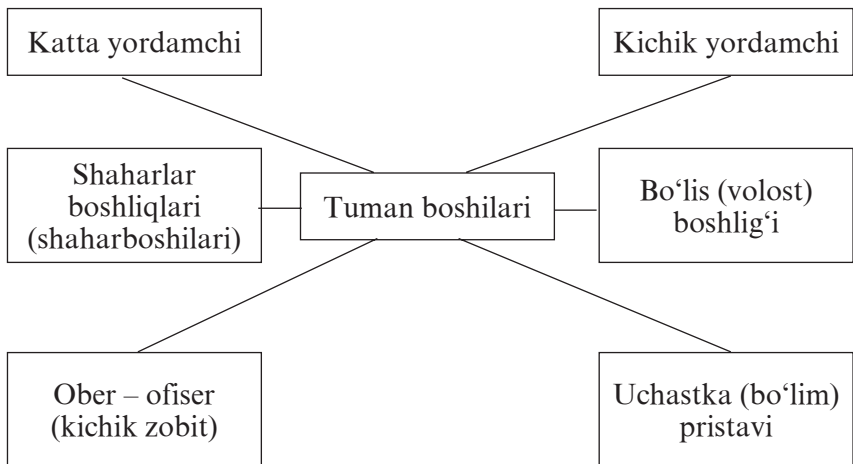 Katta yordamchi
Kichik yordamchi
Shaharlar
boshliqlari
(shaharboshilari)
Tuman boshilari
Bo‘lis (volost)
boshlig‘i
Ober – ofiser
(kichik zobit)
Uchastka (bo‘lim)
pristavi